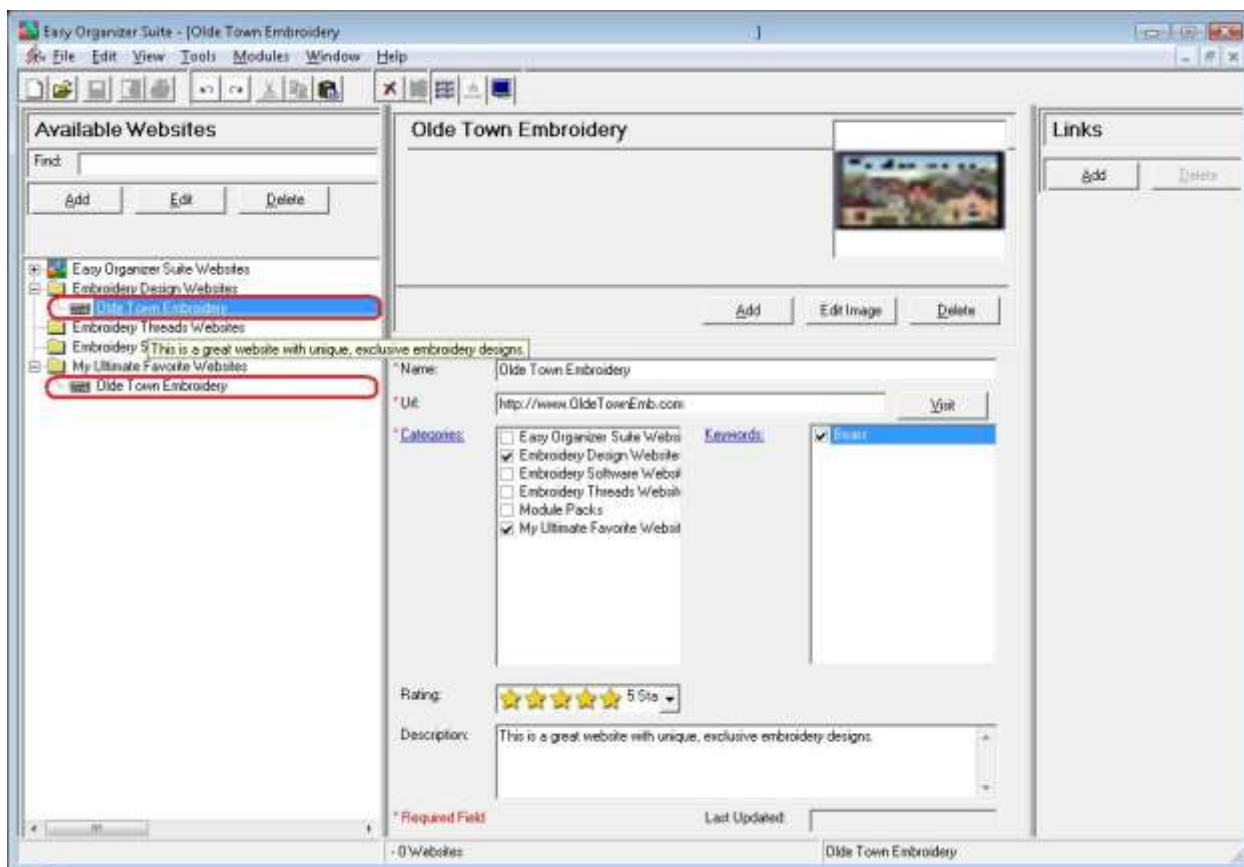 Easy Organizer Suite - [Olde Town Embroidery ]
File Edit View Tools Modules Window Help
Available Websites
Find:
Add Edit Delete
Easy Organizer Suite Websites
Embroidery Design Websites
Olde Town Embroidery
Embroidery Threads Websites
Embroidery S
This is a great website with unique, exclusive embroidery designs.
My Ultimate Favorite Websites
Olde Town Embroidery
Olde Town Embroidery
Add Edit Image Delete
*Name: Olde Town Embroidery
*Url: http://www.OldeTownEmb.com Visit
*Categories:
Easy Organizer Suite Webs
Embroidery Design Website
Embroidery Software Websit
Embroidery Threads Websit
Module Packs
My Ultimate Favorite Websit
Keywords:
Rating: 5 Sta
Description: This is a great website with unique, exclusive embroidery designs.
*Required Field Last Updated:
Links
Add Delete
- 0 Websites Olde Town Embroidery